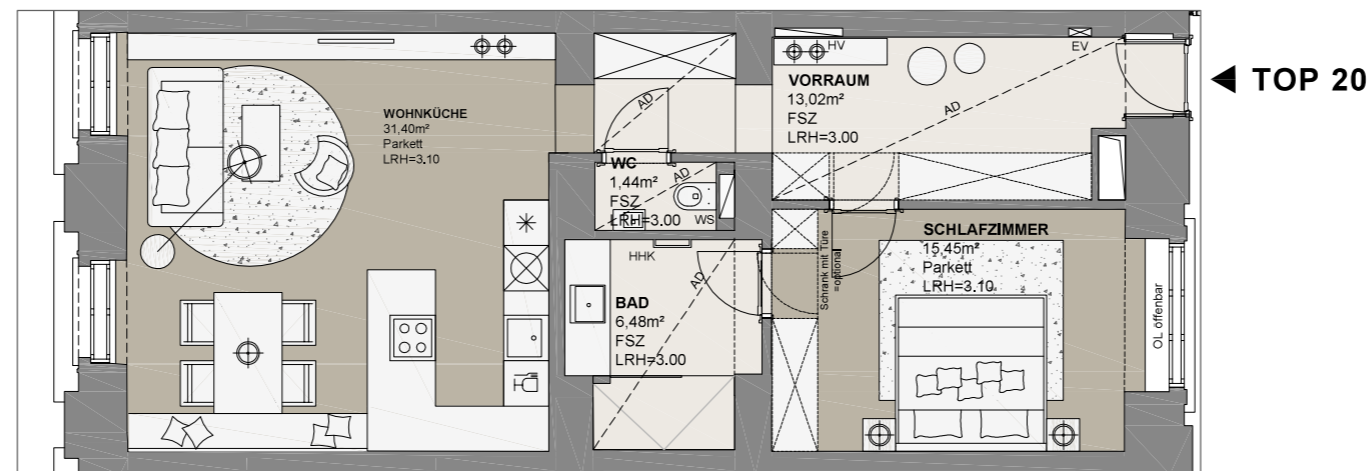 WOHNKÜCHE
31,40m²
Parkett
LRH=3.10
AD
WC
1,44m²
FSZ
LRH=3.00
AD
WS
HV
VORRAUM
13,02m²
FSZ
LRH=3.00
AD
EV
TOP 20
HHK
BAD
6,48m²
FSZ
LRH=3.00
AD
Schrank mit Türe
=optional
SCHLAFZIMMER
15,45m²
Parkett
LRH=3.10
OL öffenbar